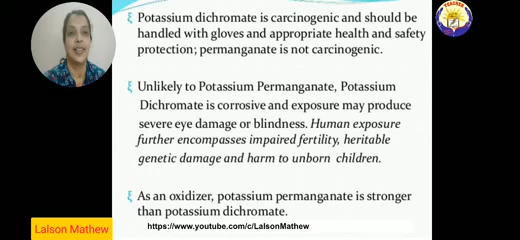 ξ Potassium dichromate is carcinogenic and should be
handled with gloves and appropriate health and safety
protection; permanganate is not carcinogenic.
ξ Unlikely to Potassium Permanganate, Potassium
Dichromate is corrosive and exposure may produce
severe eye damage or blindness. Human exposure
further encompasses impaired fertility, heritable
genetic damage and harm to unborn children.
ξ As an oxidizer, potassium permanganate is stronger
than potassium dichromate.
Lalson Mathew
https://www.youtube.com/c/LalsonMathew